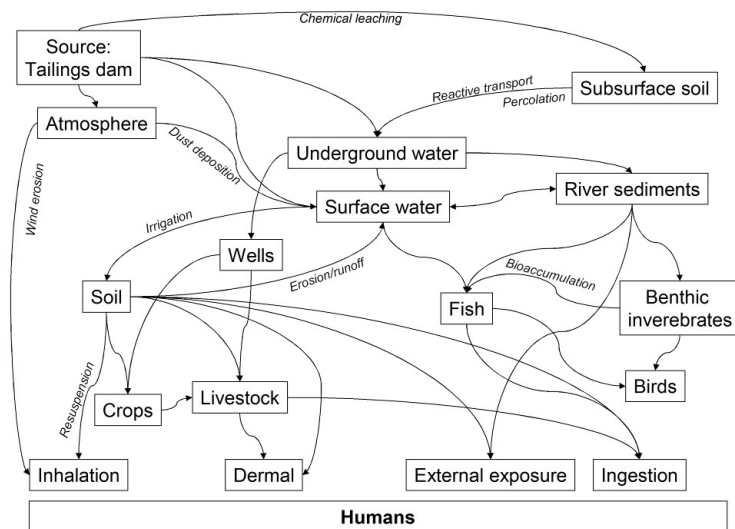 Chemical leaching
Source:
Tailings dam
Subsurface soil
Reactive transport
Percolation
Atmosphere
Dust deposition
Underground water
River sediments
Wind erosion
Surface water
Irrigation
Wells
Erosion/runoff
Bioaccumulation
Soil
Fish
Benthic
inverebrates
Resuspension
Crops
Livestock
Birds
Inhalation
Dermal
External exposure
Ingestion
Humans